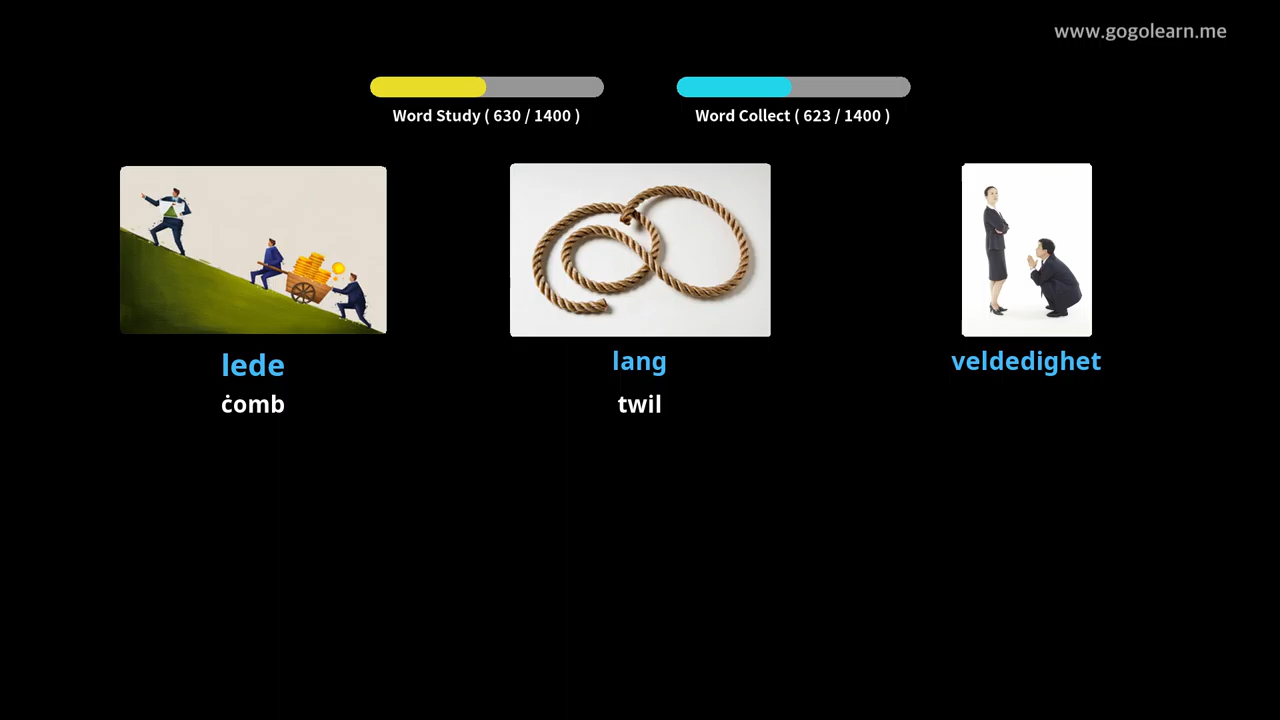 www.gogolearn.me
Word Study ( 630 / 1400 )
Word Collect ( 623 / 1400 )
lede
lang
veldedighet
ċomb
twil